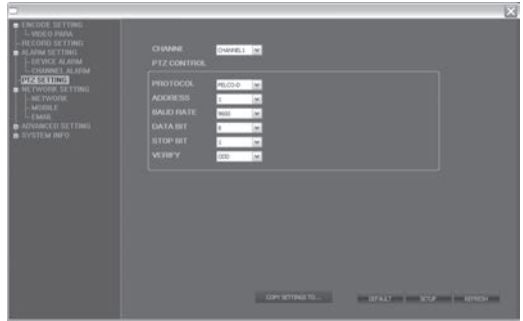 ENCODE SETTING
VIDEO PARA
RECORD SETTING
ALARM SETTING
DEVICE ALARM
CHANNEL ALARM
PTZ SETTING
NETWORK SETTING
NETWORK
MOBILE
EMAIL
ADVANCED SETTING
SYSTEM INFO
CHANNE CHANNEL1
PTZ CONTROL
PROTOCOL PELCO-D
ADDRESS 1
BAUD RATE 9600
DATA BIT 8
STOP BIT 1
VERIFY ODD
COPY SETTINGS TO... DEFAULT SETUP REFRESH